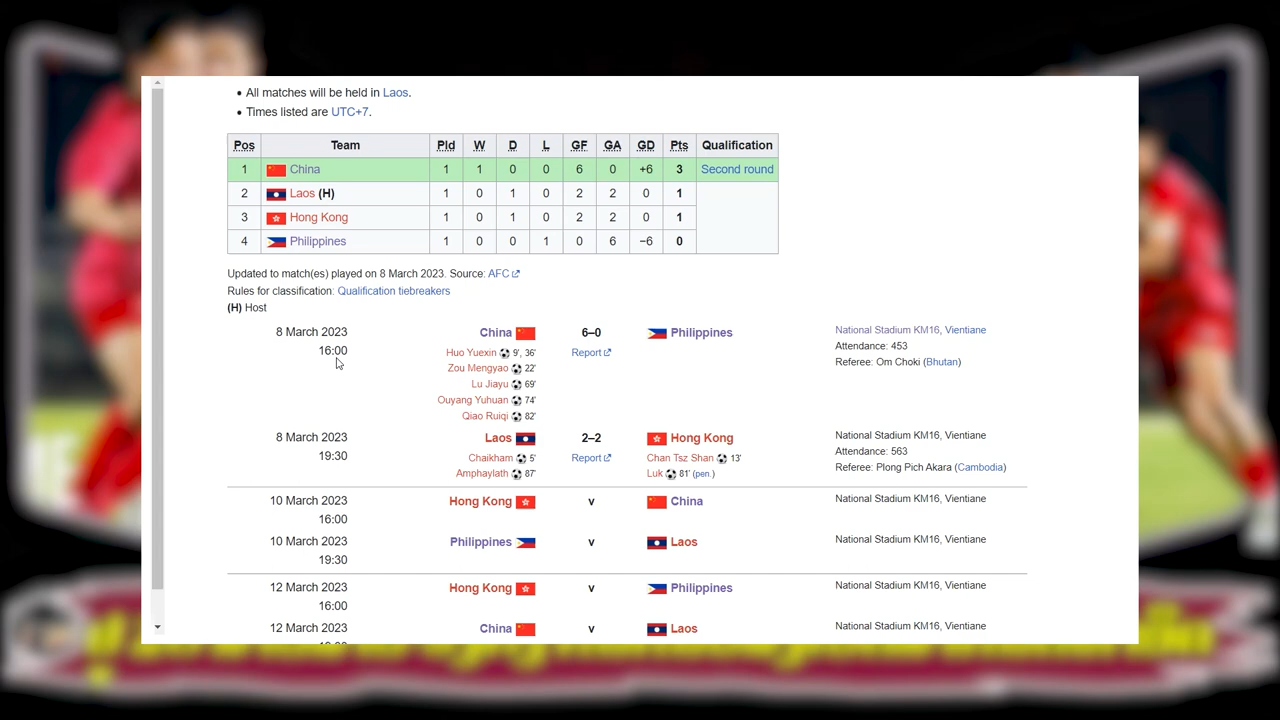 All matches will be held in Laos.
Times listed are UTC+7.
Pos Team Pld W D L GF GA GD Pts Qualification
1 China 1 1 0 0 6 0 +6 3 Second round
2 Laos (H) 1 0 1 0 2 2 0 1
3 Hong Kong 1 0 1 0 2 2 0 1
4 Philippines 1 0 0 1 0 6 −6 0
Updated to match(es) played on 8 March 2023. Source: AFC
Rules for classification: Qualification tiebreakers
(H) Host
8 March 2023 China 6–0 Philippines National Stadium KM16, Vientiane
16:00 Huo Yuexin 9', 36' Report Attendance: 453
Zou Mengyao 22' Referee: Om Choki (Bhutan)
Lu Jiayu 69'
Ouyang Yuhuan 74'
Qiao Ruiqi 82'
8 March 2023 Laos 2–2 Hong Kong National Stadium KM16, Vientiane
19:30 Chaikham 5' Report Chan Tsz Shan 13' Attendance: 551
Amphaylath 87' Luk 81' (pen.) Referee: Plong Pich Akara (Cambodia)
10 March 2023 Hong Kong v China National Stadium KM16, Vientiane
16:00
10 March 2023 Philippines v Laos National Stadium KM16, Vientiane
19:30
12 March 2023 Hong Kong v Philippines National Stadium KM16, Vientiane
16:00
12 March 2023 China v Laos National Stadium KM16, Vientiane